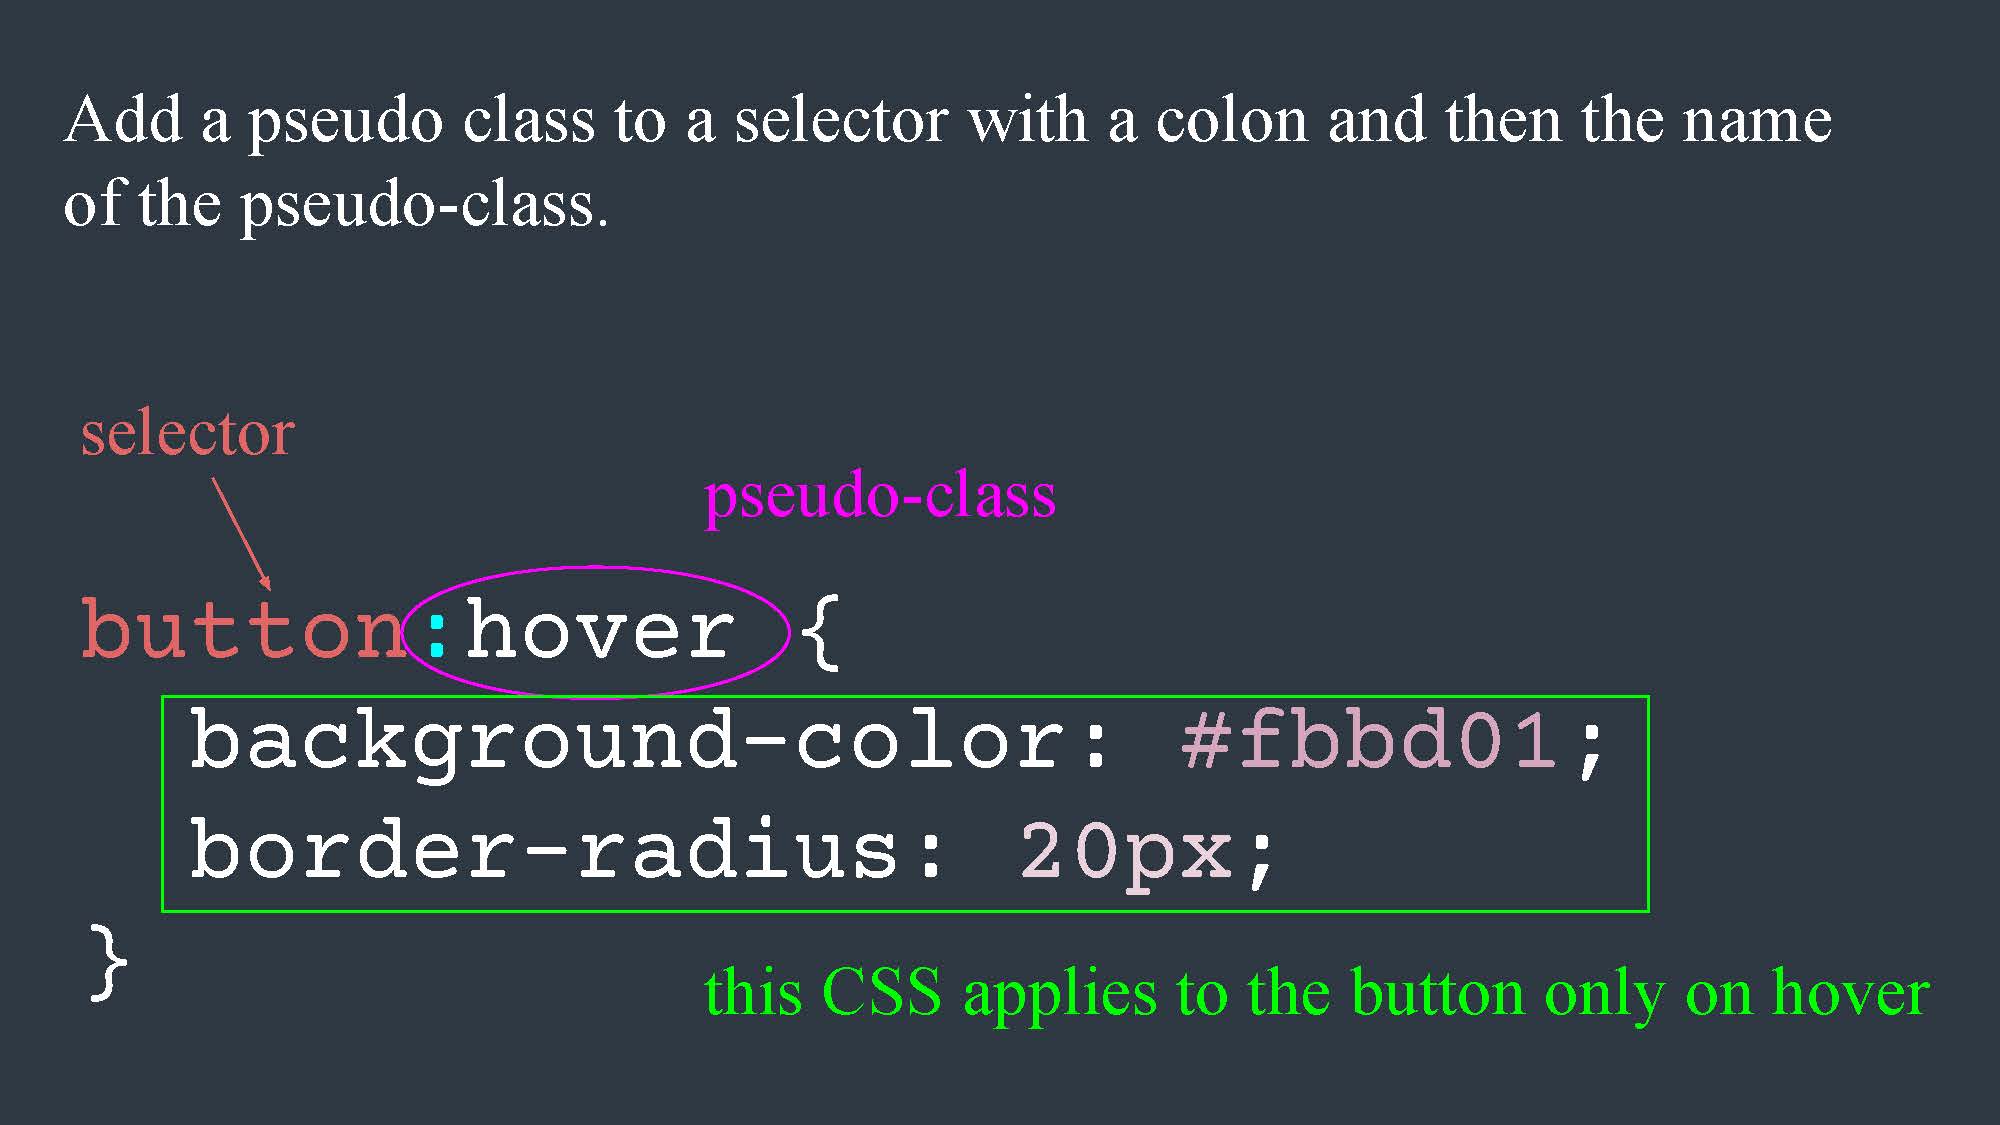 Add a pseudo class to a selector with a colon and then the name
of the pseudo-class.
selector
pseudo-class
button:hover {
background-color: #fbbd01;
border-radius: 20px;
}
this CSS applies to the button only on hover